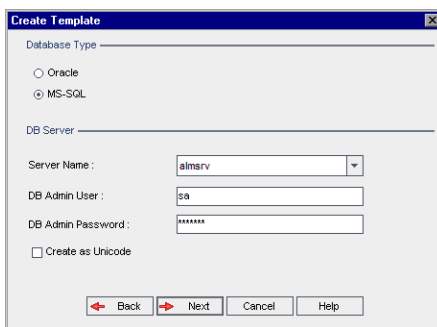 Create Template
Database Type
Oracle
MS-SQL
DB Server
Server Name : almsrv
DB Admin User : sa
DB Admin Password : *******
Create as Unicode
Back Next Cancel Help